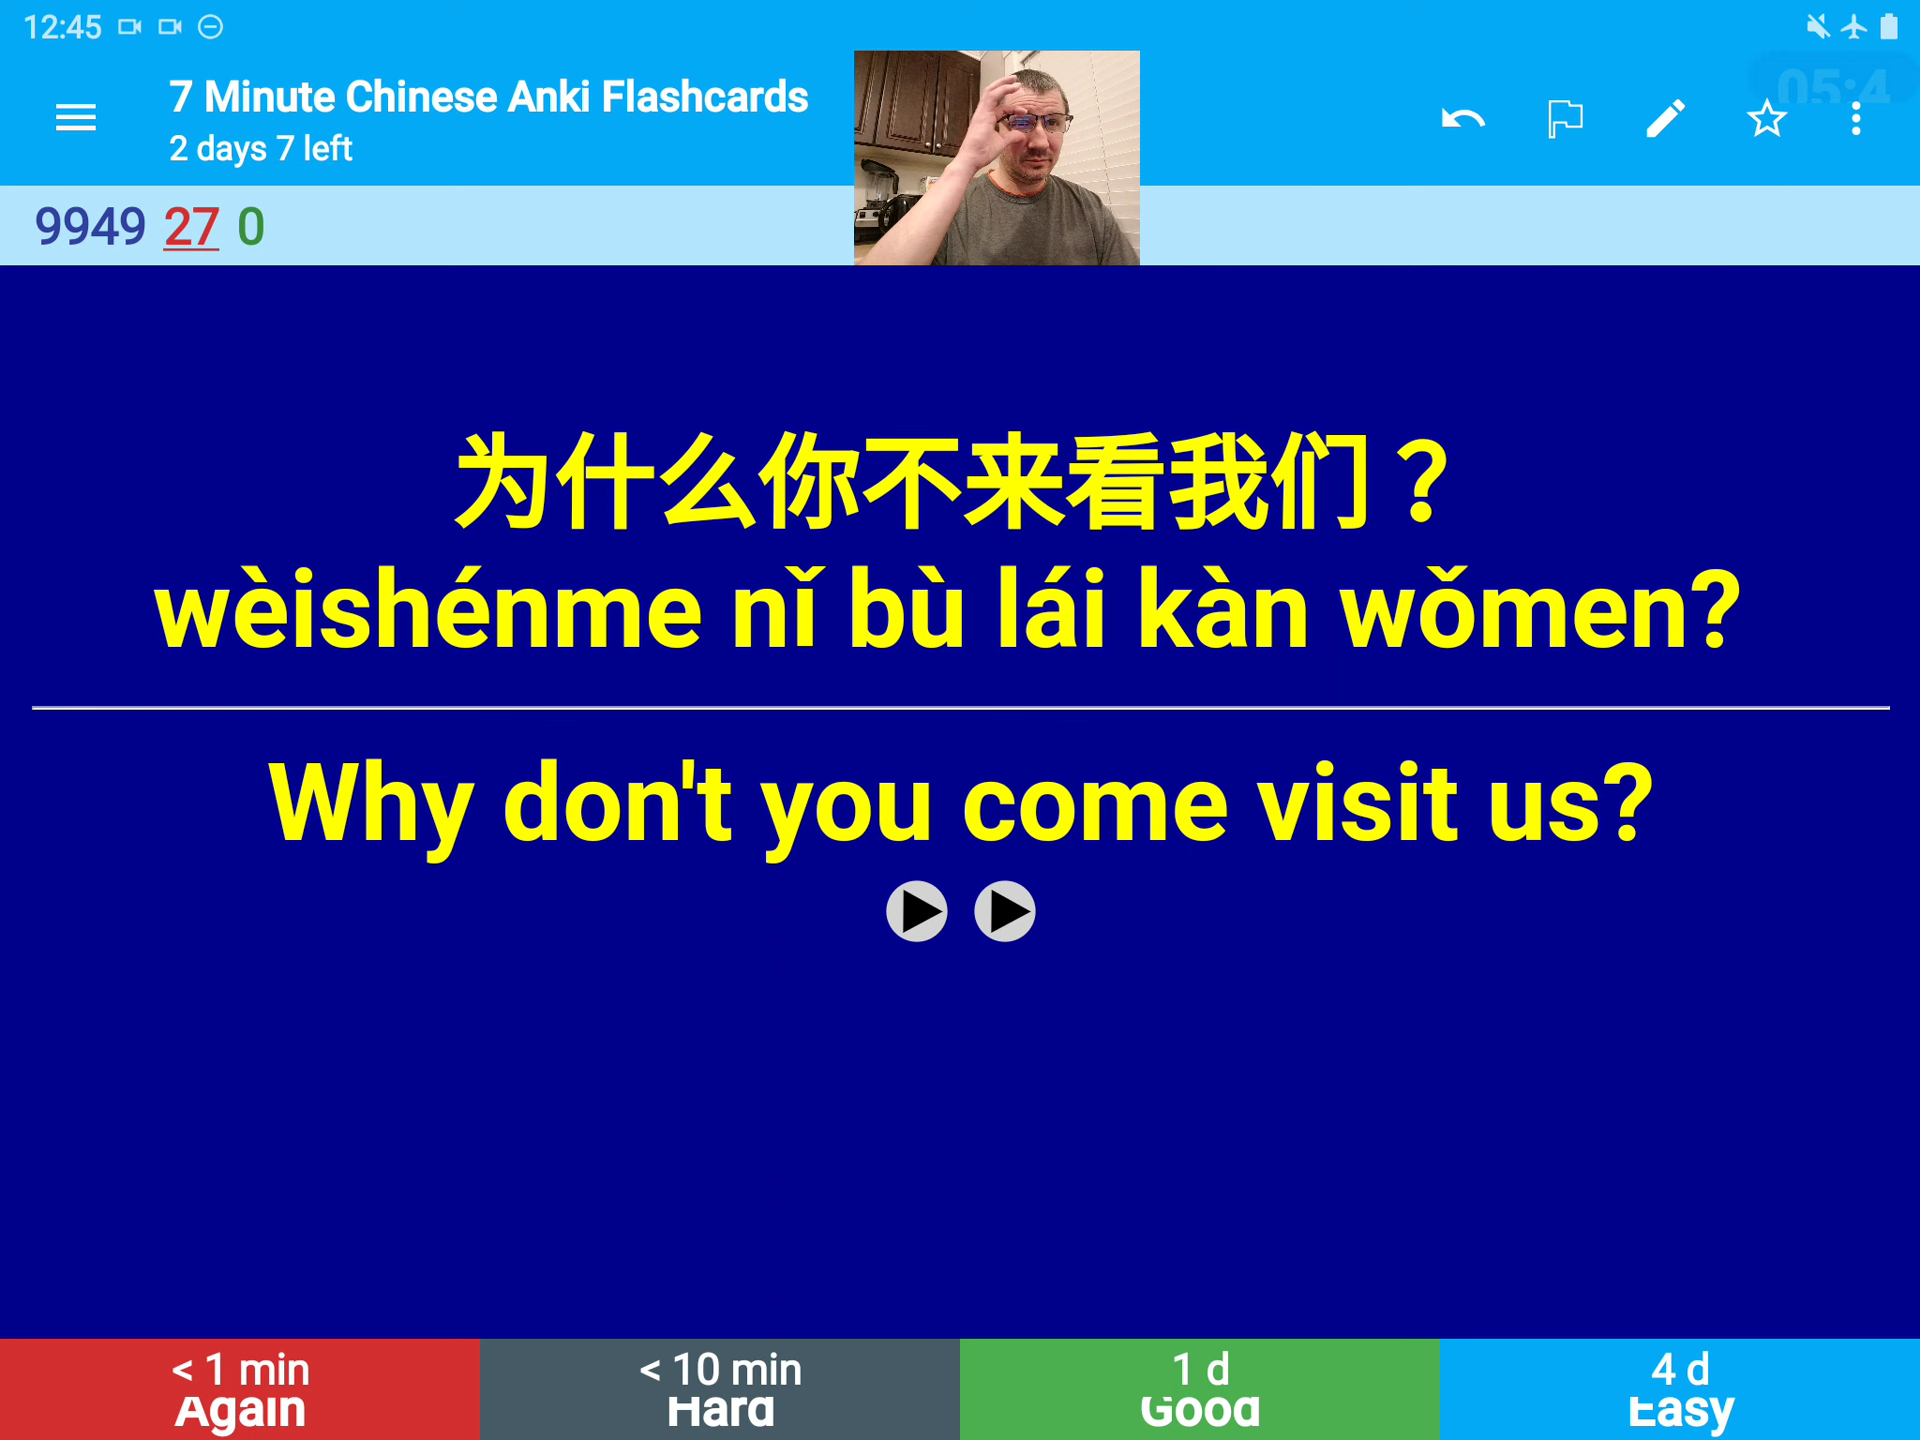 12:45
7 Minute Chinese Anki Flashcards
2 days 7 left
05:4
9949 27 0
为什么你不来看我们？
wèishénme nǐ bù lái kàn wǒmen?
Why don't you come visit us?
< 1 min
Again
< 10 min
Hard
1 d
Good
4 d
Easy